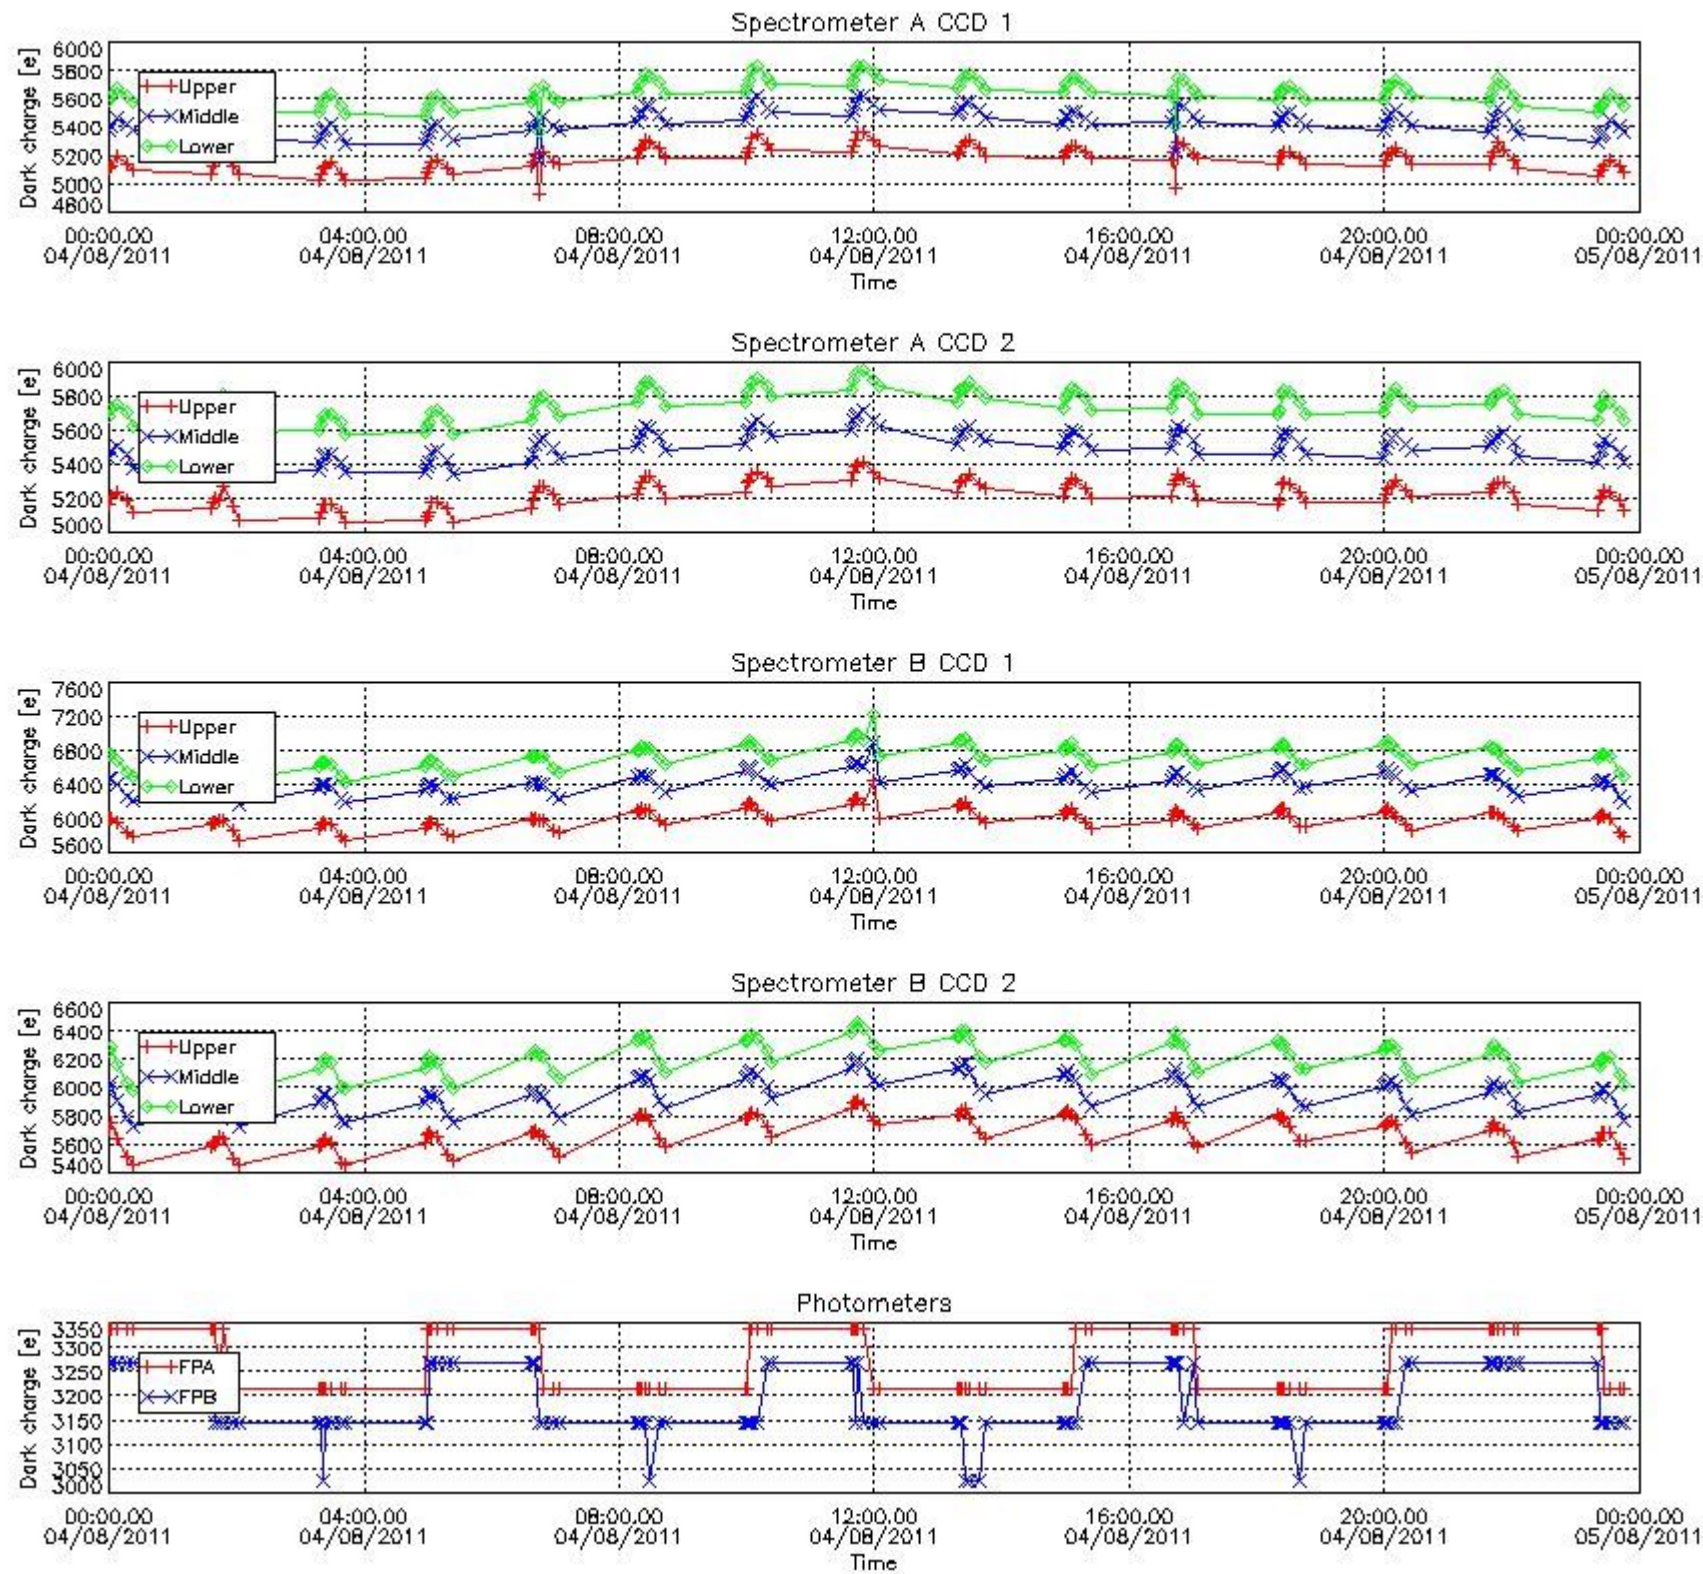 Spectrometer A CCD 1
Dark charge [e]
6000
5800
5600
5400
5200
5000
4800
Upper
Middle
Lower
00:00.00 04:00.00 08:00.00 12:00.00 16:00.00 20:00.00 00:00.00
04/08/2011 04/08/2011 04/08/2011 04/08/2011 04/08/2011 04/08/2011 05/08/2011
Time
Spectrometer A CCD 2
Dark charge [e]
6000
5800
5600
5400
5200
5000
Upper
Middle
Lower
00:00.00 04:00.00 08:00.00 12:00.00 16:00.00 20:00.00 00:00.00
04/08/2011 04/08/2011 04/08/2011 04/08/2011 04/08/2011 04/08/2011 05/08/2011
Time
Spectrometer B CCD 1
Dark charge [e]
7600
7200
6800
6400
6000
5600
Upper
Middle
Lower
00:00.00 04:00.00 08:00.00 12:00.00 16:00.00 20:00.00 00:00.00
04/08/2011 04/08/2011 04/08/2011 04/08/2011 04/08/2011 04/08/2011 05/08/2011
Time
Spectrometer B CCD 2
Dark charge [e]
6600
6400
6200
6000
5800
5600
5400
Upper
Middle
Lower
00:00.00 04:00.00 08:00.00 12:00.00 16:00.00 20:00.00 00:00.00
04/08/2011 04/08/2011 04/08/2011 04/08/2011 04/08/2011 04/08/2011 05/08/2011
Time
Photometers
Dark charge [e]
3350
3300
3250
3200
3150
3100
3050
3000
FPA
FPB
00:00.00 04:00.00 08:00.00 12:00.00 16:00.00 20:00.00 00:00.00
04/08/2011 04/08/2011 04/08/2011 04/08/2011 04/08/2011 04/08/2011 05/08/2011
Time